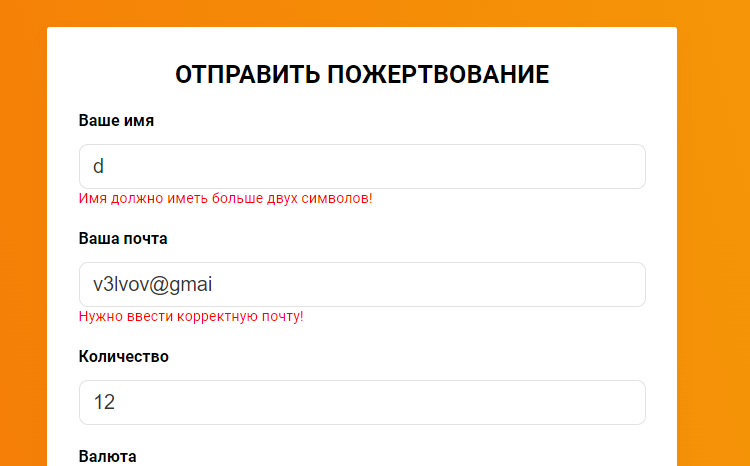 ОТПРАВИТЬ ПОЖЕРТВОВАНИЕ
Ваше имя
d
Имя должно иметь больше двух символов!
Ваша почта
v3lvov@gmai
Нужно ввести корректную почту!
Количество
12
Валюта